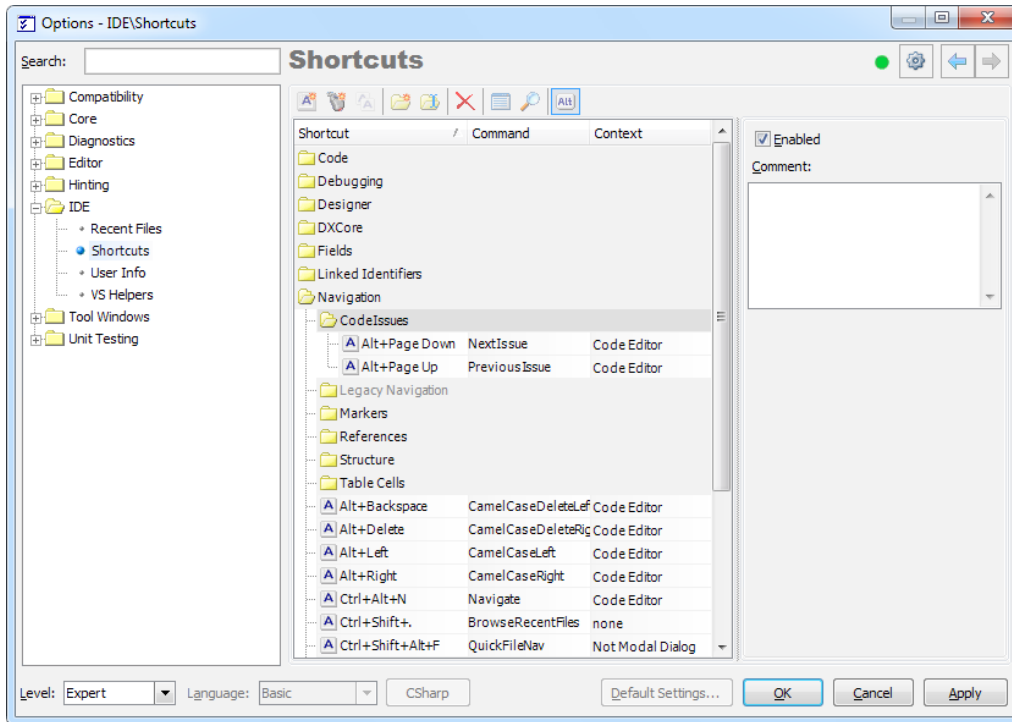 Options - IDE\Shortcuts
Search:
Compatibility
Core
Diagnostics
Editor
Hinting
IDE
Recent Files
Shortcuts
User Info
VS Helpers
Tool Windows
Unit Testing
Shortcuts
Alt
Shortcut / Command Context
Code
Debugging
Designer
DXCore
Fields
Linked Identifiers
Navigation
CodeIssues
A Alt+Page Down NextIssue Code Editor
A Alt+Page Up PreviousIssue Code Editor
Legacy Navigation
Markers
References
Structure
Table Cells
A Alt+Backspace CamelCaseDeleteLef Code Editor
A Alt+Delete CamelCaseDeleteRig Code Editor
A Alt+Left CamelCaseLeft Code Editor
A Alt+Right CamelCaseRight Code Editor
A Ctrl+Alt+N Navigate Code Editor
A Ctrl+Shift+. BrowseRecentFiles none
A Ctrl+Shift+Alt+F QuickFileNav Not Modal Dialog
Enabled
Comment:
Level: Expert Language: Basic CSharp Default Settings... OK Cancel Apply